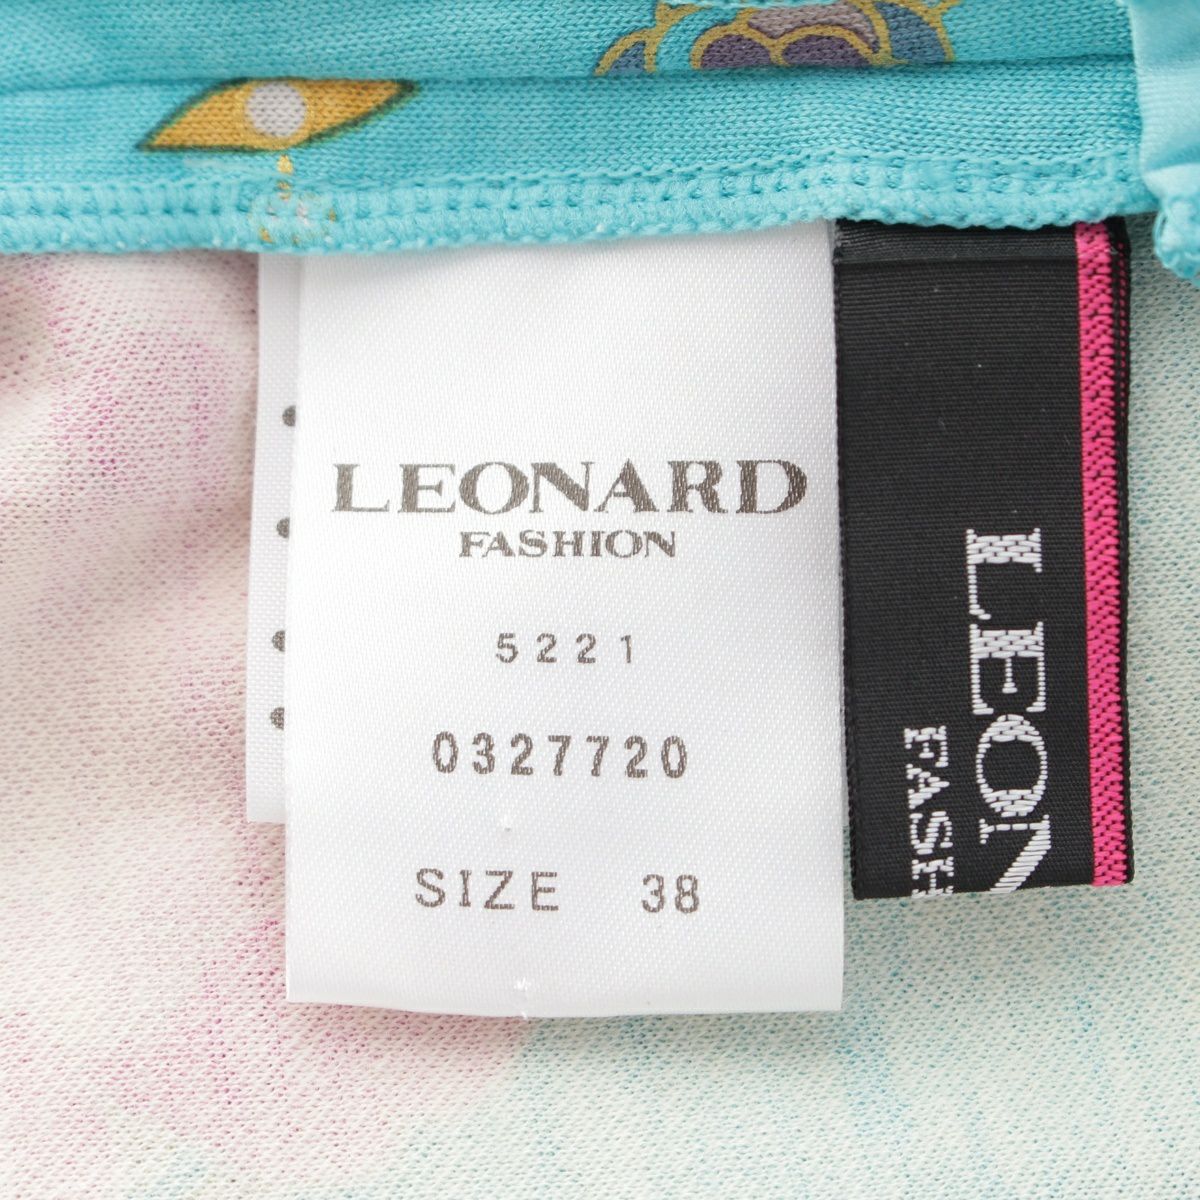 LEONARD
FASHION
5221
0327720
SIZE 38
LEON
FASH